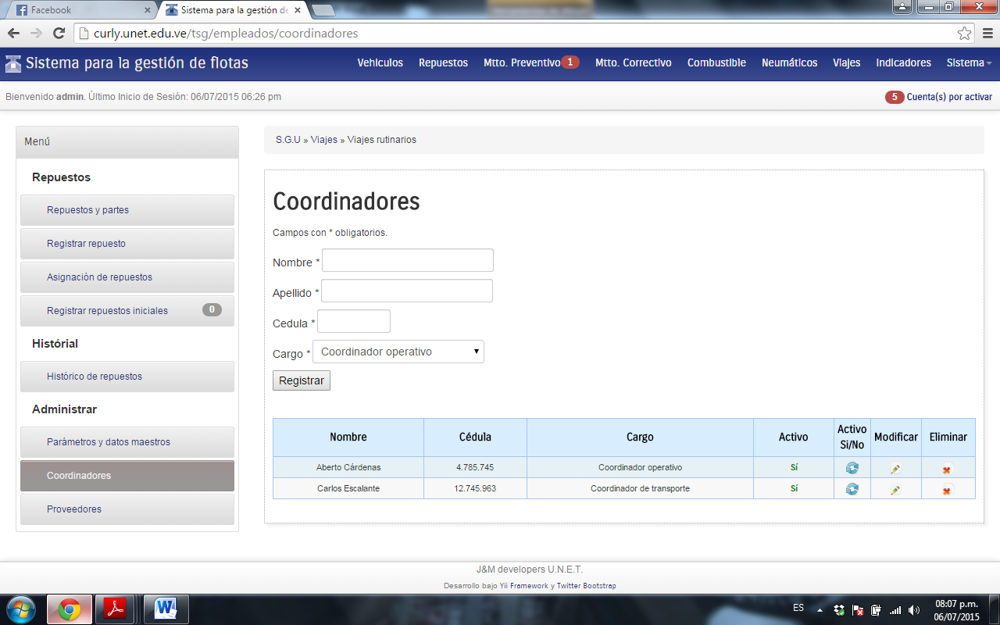 Facebook
Sistema para la gestión de
curly.unet.edu.ve/tsg/empleados/coordinadores
Sistema para la gestión de flotas
Vehiculos Repuestos Mtto. Preventivo 1 Mtto. Correctivo Combustible Neumáticos Viajes Indicadores Sistema
Bienvenido admin. Último Inicio de Sesión: 06/07/2015 06:26 pm
5 Cuenta(s) por activar
Menú
Repuestos
Repuestos y partes
Registrar repuesto
Asignación de repuestos
Registrar repuestos iniciales 0
Histórial
Histórico de repuestos
Administrar
Parámetros y datos maestros
Coordinadores
Proveedores
S.G.U » Viajes » Viajes rutinarios
Coordinadores
Campos con * obligatorios.
Nombre *
Apellido *
Cedula *
Cargo * Coordinador operativo
Registrar
Nombre Cédula Cargo Activo Activo Si/No Modificar Eliminar
Aberto Cárdenas 4.785.745 Coordinador operativo Sí
Carlos Escalante 12.745.963 Coordinador de transporte Sí
J&M developers U.N.E.T.
Desarrollo bajo Yii Framework y Twitter Bootstrap
ES
08:07 p.m.
06/07/2015